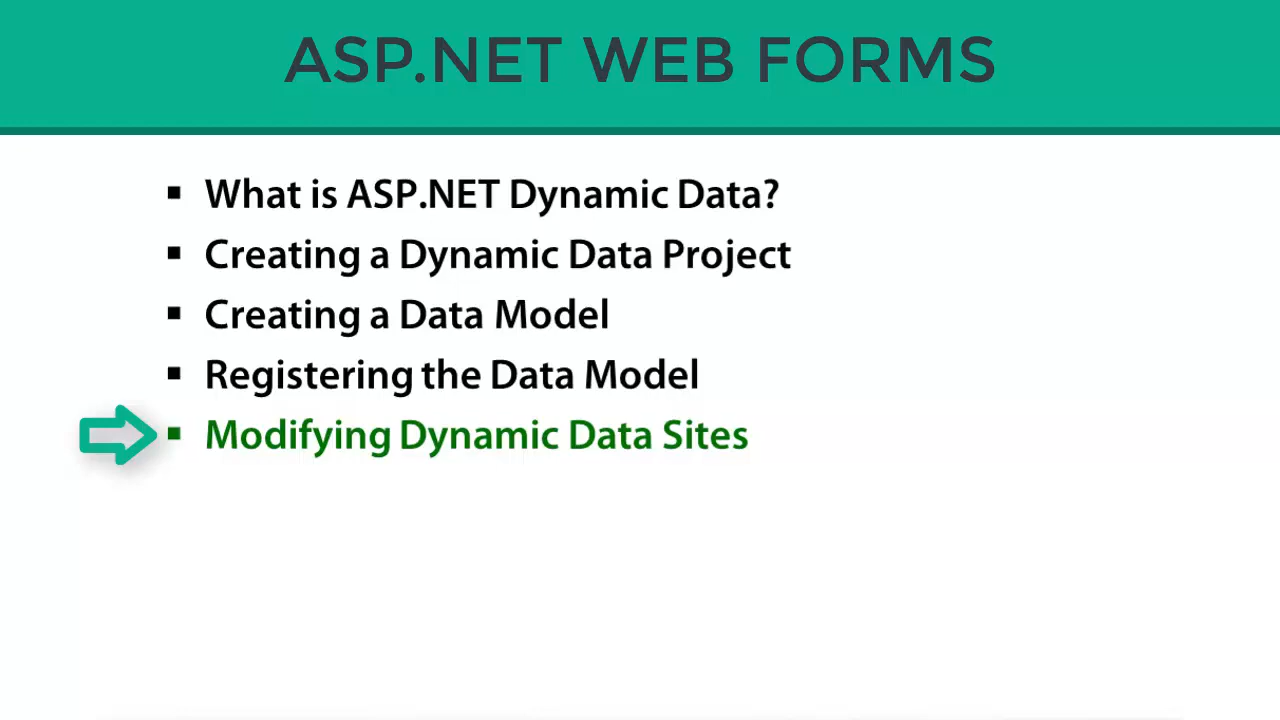 ASP.NET WEB FORMS
▪ What is ASP.NET Dynamic Data?
▪ Creating a Dynamic Data Project
▪ Creating a Data Model
▪ Registering the Data Model
▪ Modifying Dynamic Data Sites